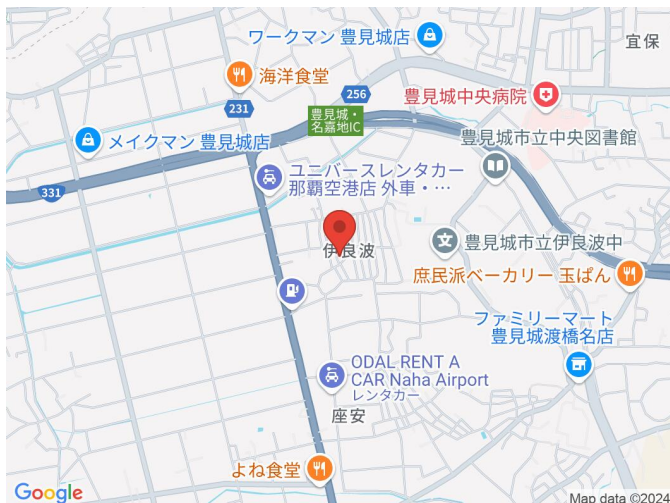 ワークマン 豊見城店
宜保
海洋食堂
256
豊見城中央病院
231
豊見城・
名嘉地IC
メイクマン 豊見城店
豊見城市立中央図書館
ユニバースレンタカー
那覇空港店 外車・…
331
伊良波
豊見城市立伊良波中
庶民派ベーカリー 玉ぱん
ファミリーマート
豊見城渡橋名店
ODAL RENT A
CAR Naha Airport
レンタカー
座安
よね食堂
Google
Map data ©2024